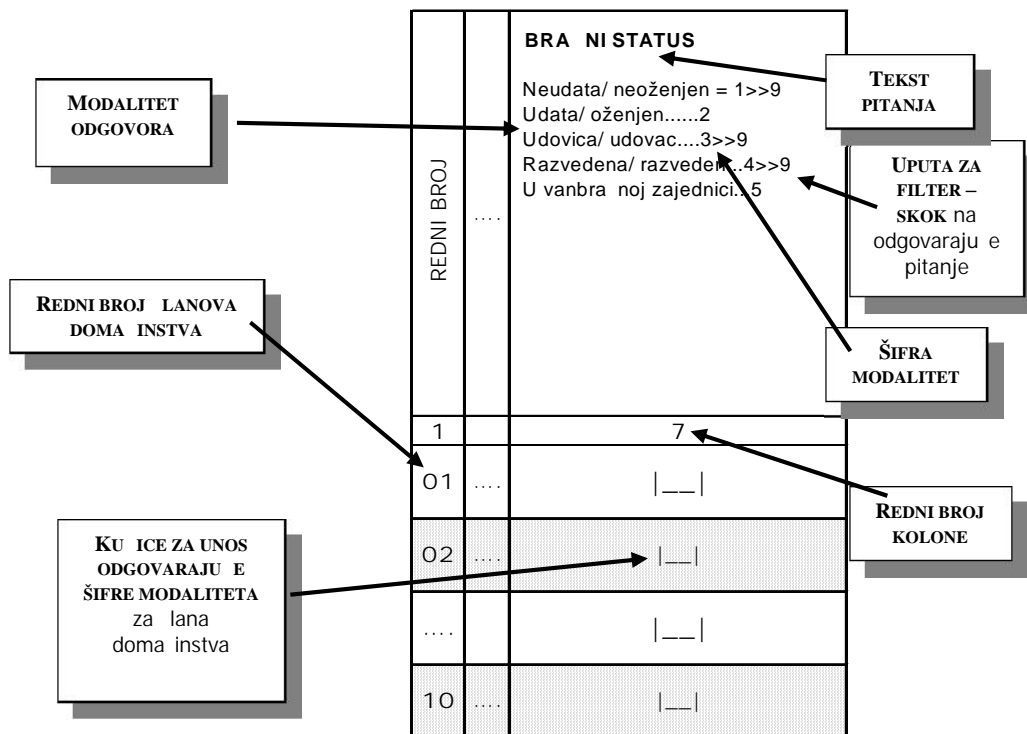 BRA NI STATUS
Neudata/ neoženjen = 1>>9
Udata/ oženjen......2
Udovica/ udovac....3>>9
Razvedena/ razveden...4>>9
U vanbra noj zajednici..5
REDNI BROJ
....
TEKST
PITANJA
MODALITET
ODGOVORA
UPUTA ZA
FILTER –
SKOK na
odgovaraju e
pitanje
REDNI BROJ LANOVA
DOMA INSTVA
ŠIFRA
MODALITET
1
7
01
....
|__|
REDNI BROJ
KOLONE
KU ICE ZA UNOS
ODGOVARAJU E
ŠIFRE MODALITETA
za lana
doma instva
02
....
|__|
....
|__|
10
....
|__|